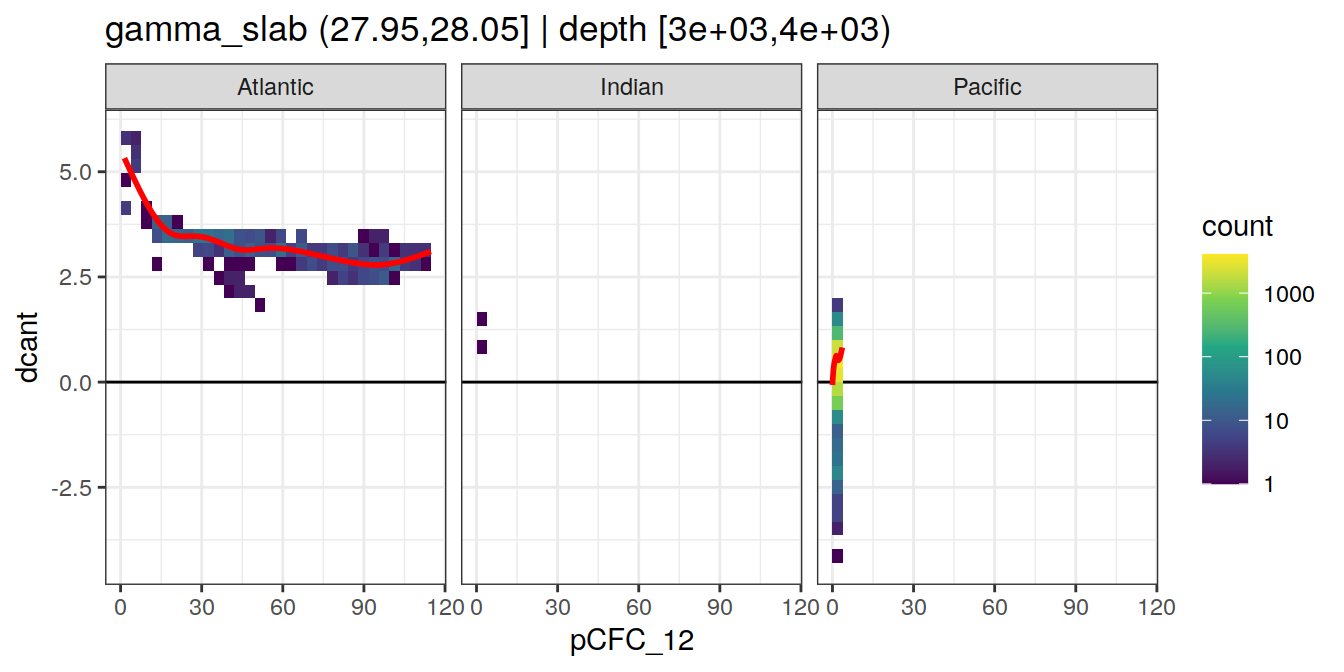 gamma_slab (27.95,28.05] | depth [3e+03,4e+03)
Atlantic Indian Pacific
5.0
2.5
0.0
-2.5
dcant
0 30 60 90 120 0 30 60 90 120 0 30 60 90 120
pCFC_12
count
1000
100
10
1